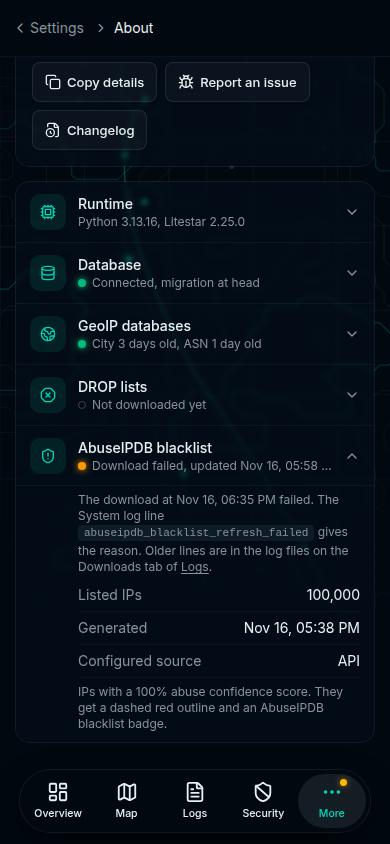 Settings > About
Copy details
Report an issue
Changelog
Runtime
Python 3.13.16, Litestar 2.25.0
Database
Connected, migration at head
GeoIP databases
City 3 days old, ASN 1 day old
DROP lists
Not downloaded yet
AbuseIPDB blacklist
Download failed, updated Nov 16, 05:58 ...
The download at Nov 16, 06:35 PM failed. The
System log line
abuseipdb_blacklist_refresh_failed gives
the reason. Older lines are in the log files on the
Downloads tab of Logs.
Listed IPs 100,000
Generated Nov 16, 05:38 PM
Configured source API
IPs with a 100% abuse confidence score. They
get a dashed red outline and an AbuseIPDB
blacklist badge.
Overview Map Logs Security More